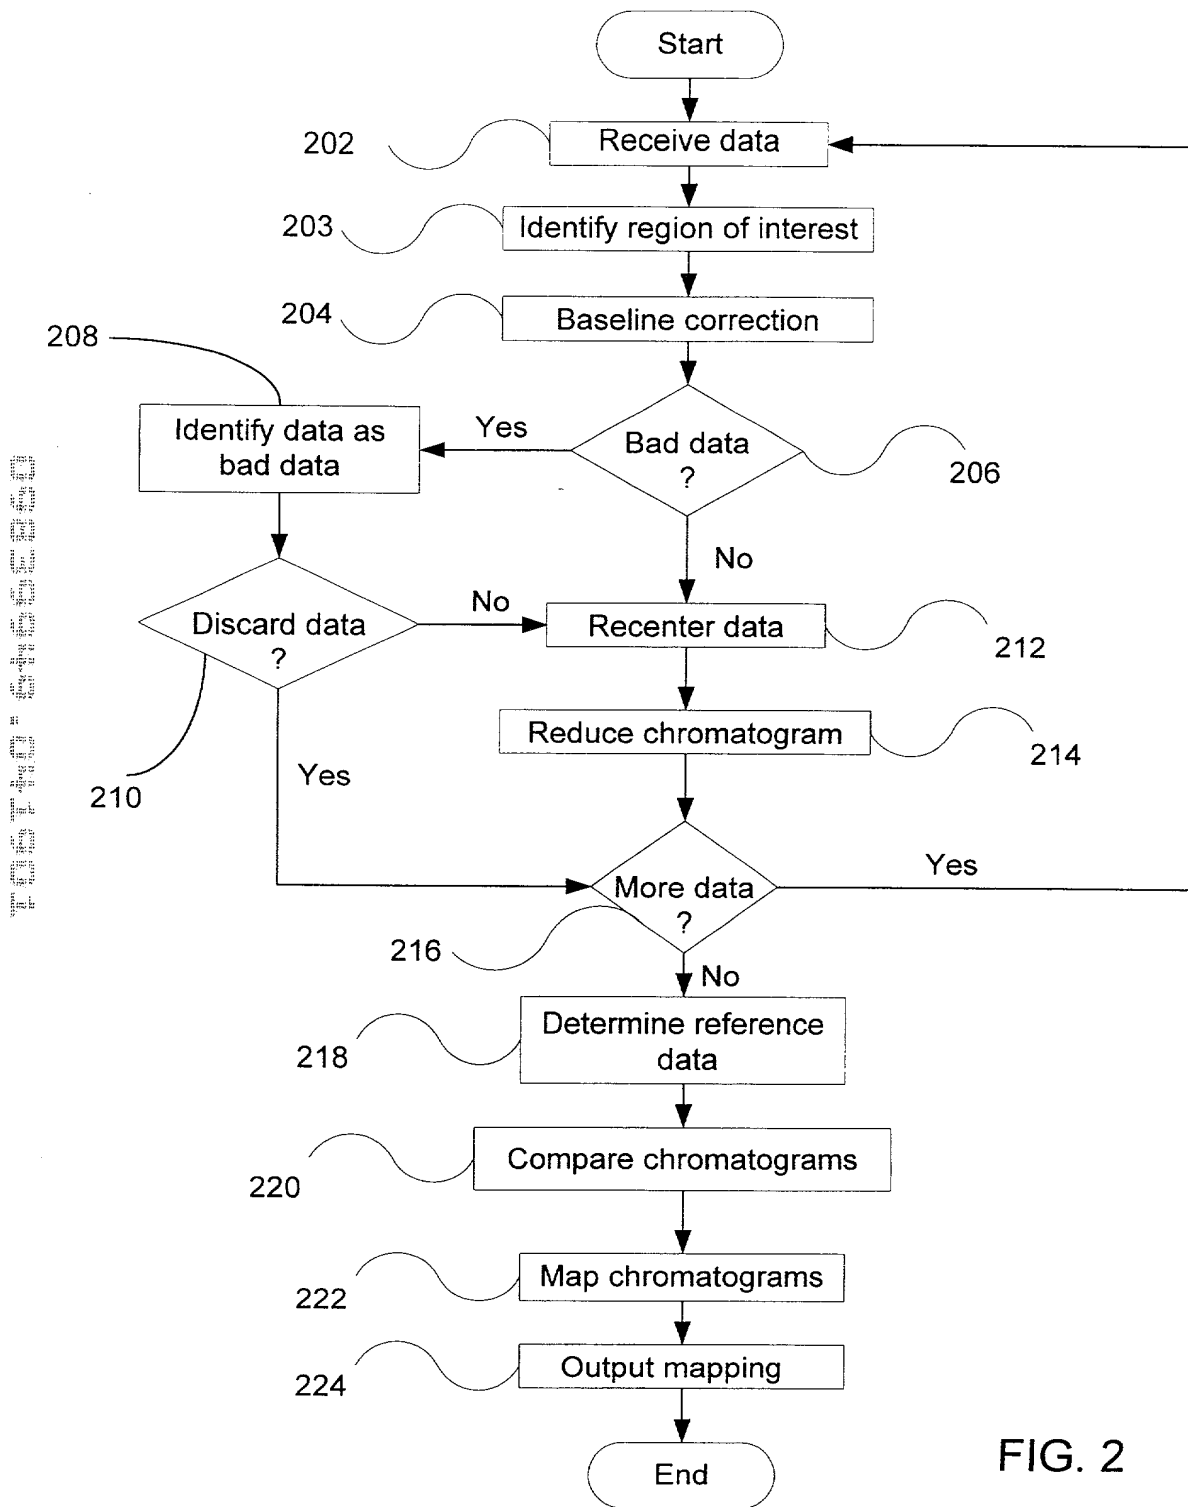 Start
202
Receive data
203
Identify region of interest
204
Baseline correction
208
Identify data as
bad data
Yes
Bad data
?
206
No
Discard data
?
No
Recenter data
212
210
Yes
Reduce chromatogram
214
More data
?
Yes
216
No
218
Determine reference
data
220
Compare chromatograms
222
Map chromatograms
224
Output mapping
End
FIG. 2